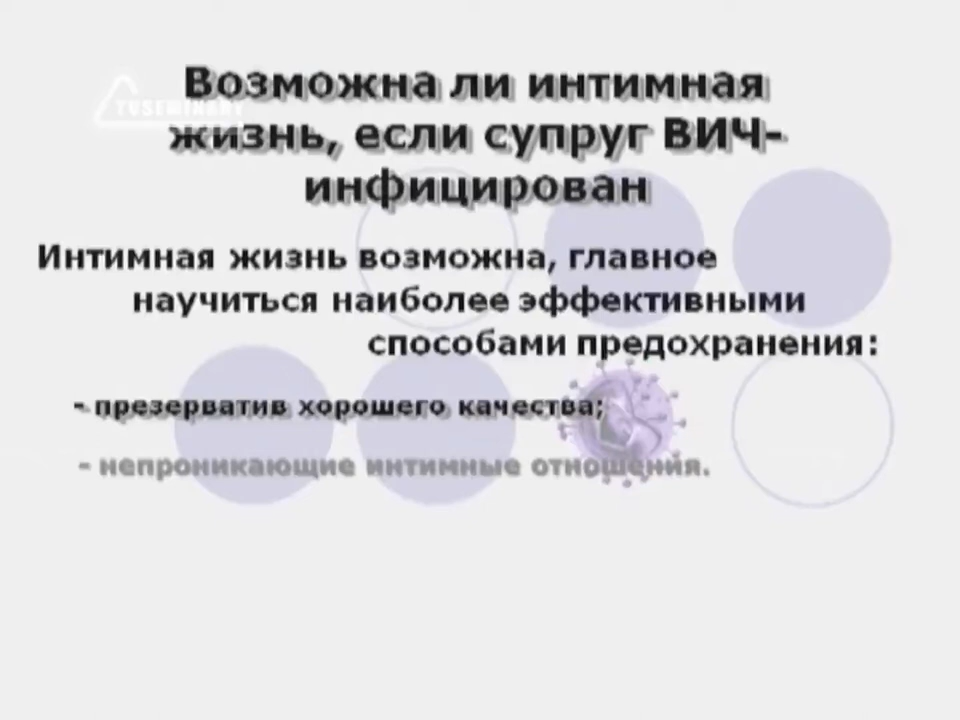 Возможна ли интимная
жизнь, если супруг ВИЧ-
инфицирован
TVSEMINARY
Интимная жизнь возможна, главное
научиться наиболее эффективными
способами предохранения:
- презерватив хорошего качества;
- непроникающие интимные отношения.